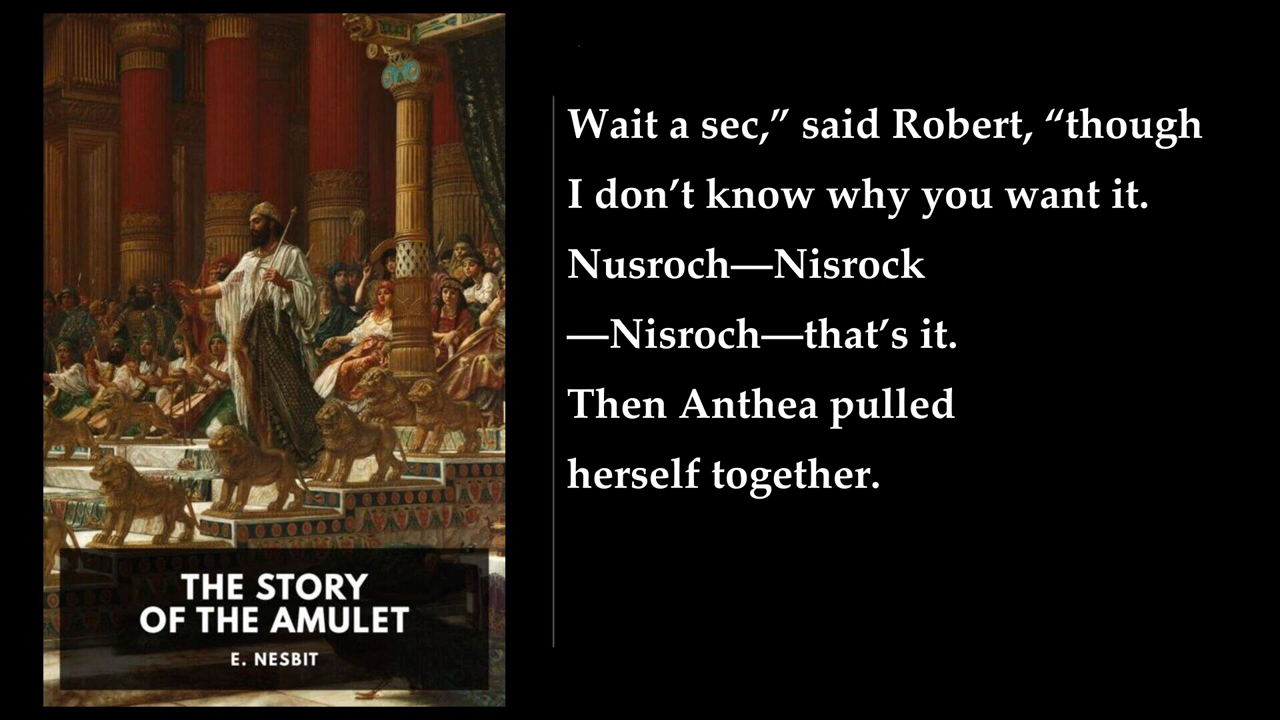 THE STORY
OF THE AMULET
E. NESBIT
Wait a sec,” said Robert, “though
I don’t know why you want it.
Nusroch—Nisrock
—Nisroch—that’s it.
Then Anthea pulled
herself together.